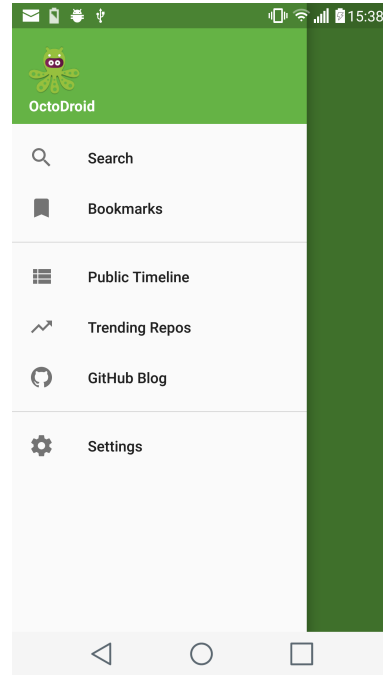 15:38
OctoDroid
Search
Bookmarks
Public Timeline
Trending Repos
GitHub Blog
Settings